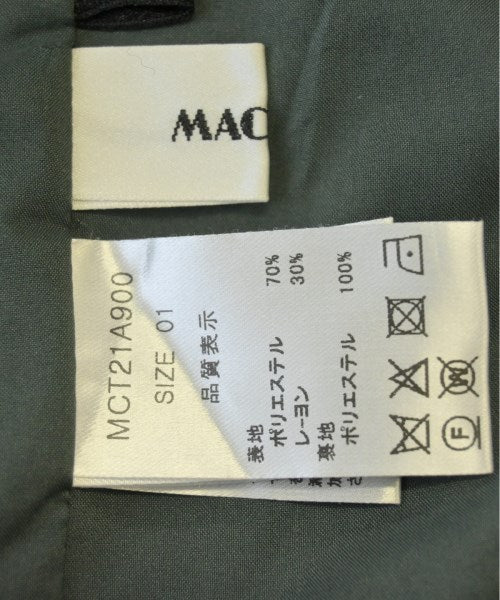 MAC
MCT21A900
SIZE 01
品質表示
表地
ポリエステル 70%
レーヨン 30%
裏地
ポリエステル 100%
W
F